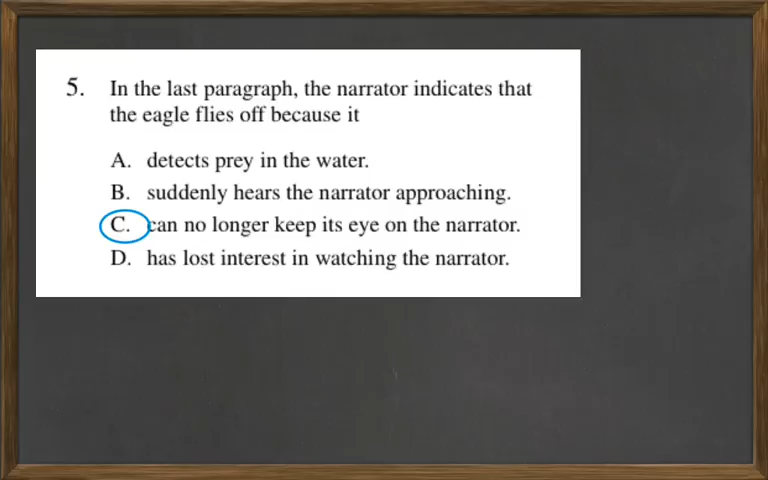 5. In the last paragraph, the narrator indicates that
the eagle flies off because it
A. detects prey in the water.
B. suddenly hears the narrator approaching.
C. can no longer keep its eye on the narrator.
D. has lost interest in watching the narrator.